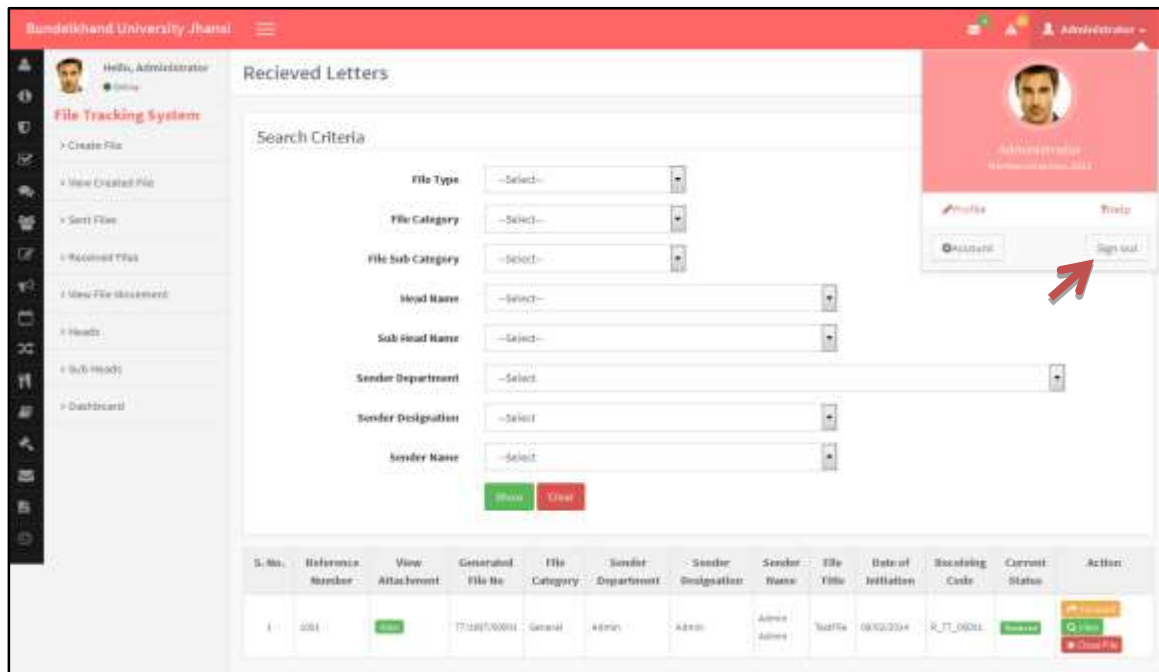 Bundelkhand University Jhansi
Administrator
Hello, Administrator
Online
File Tracking System
> Create File
> View Created File
> Sent Files
> Received Files
> View File Movement
> Heads
> Sub Heads
> Dashboard
Recieved Letters
Search Criteria
File Type --Select--
File Category --Select--
File Sub Category --Select--
Head Name --Select--
Sub Head Name --Select--
Sender Department --Select
Sender Designation --Select
Sender Name --Select
Show Clear
Administrator
Profile Help
Account Sign out
S. No. Reference Number View Attachment Generated File No File Category Sender Department Sender Designation Sender Name File Title Date of Initiation Receiving Code Current Status Action
1 View General Admin Admin Admin Admin TestFile Received Forward
View
Close File